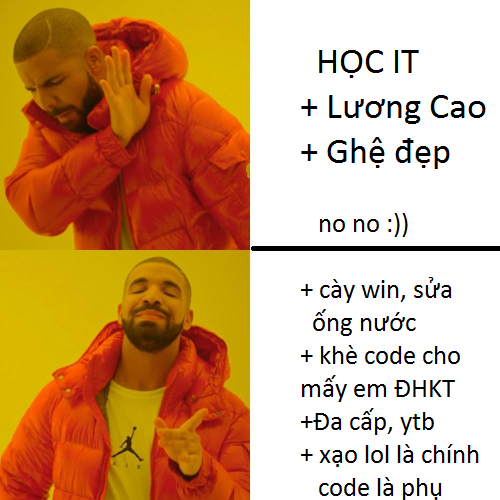 HỌC IT
+ Lương Cao
+ Ghệ đẹp
no no :))
+ cày win, sửa
ống nước
+ khè code cho
mấy em ĐHKT
+Đa cấp, ytb
+ xạo lol là chính
code là phụ